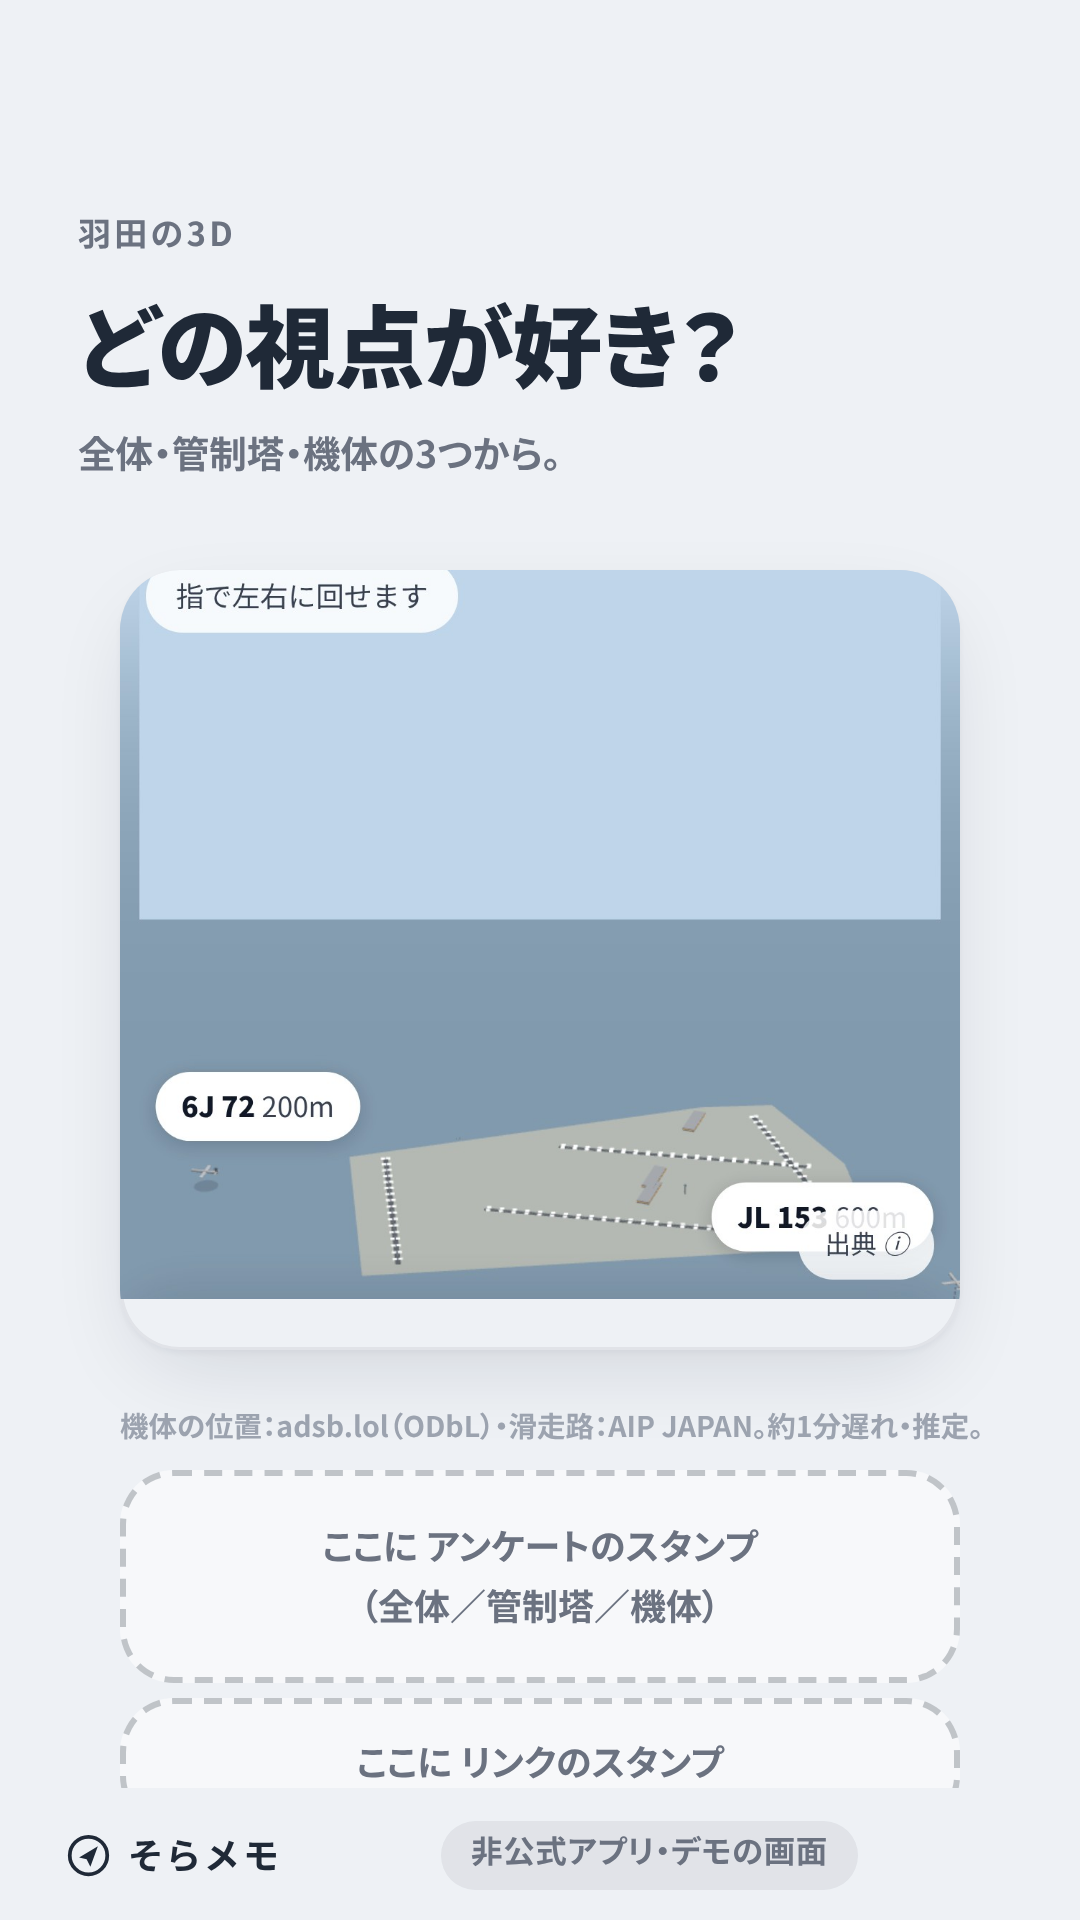 羽田の3D
どの視点が好き？
全体・管制塔・機体の3つから。
指で左右に回せます
6J 72 200m
JL 153 600m
出典 ⓘ
機体の位置：adsb.lol（ODbL）・滑走路：AIP JAPAN。約1分遅れ・推定。
ここに アンケートのスタンプ
（全体／管制塔／機体）
ここに リンクのスタンプ
そらメモ
非公式アプリ・デモの画面